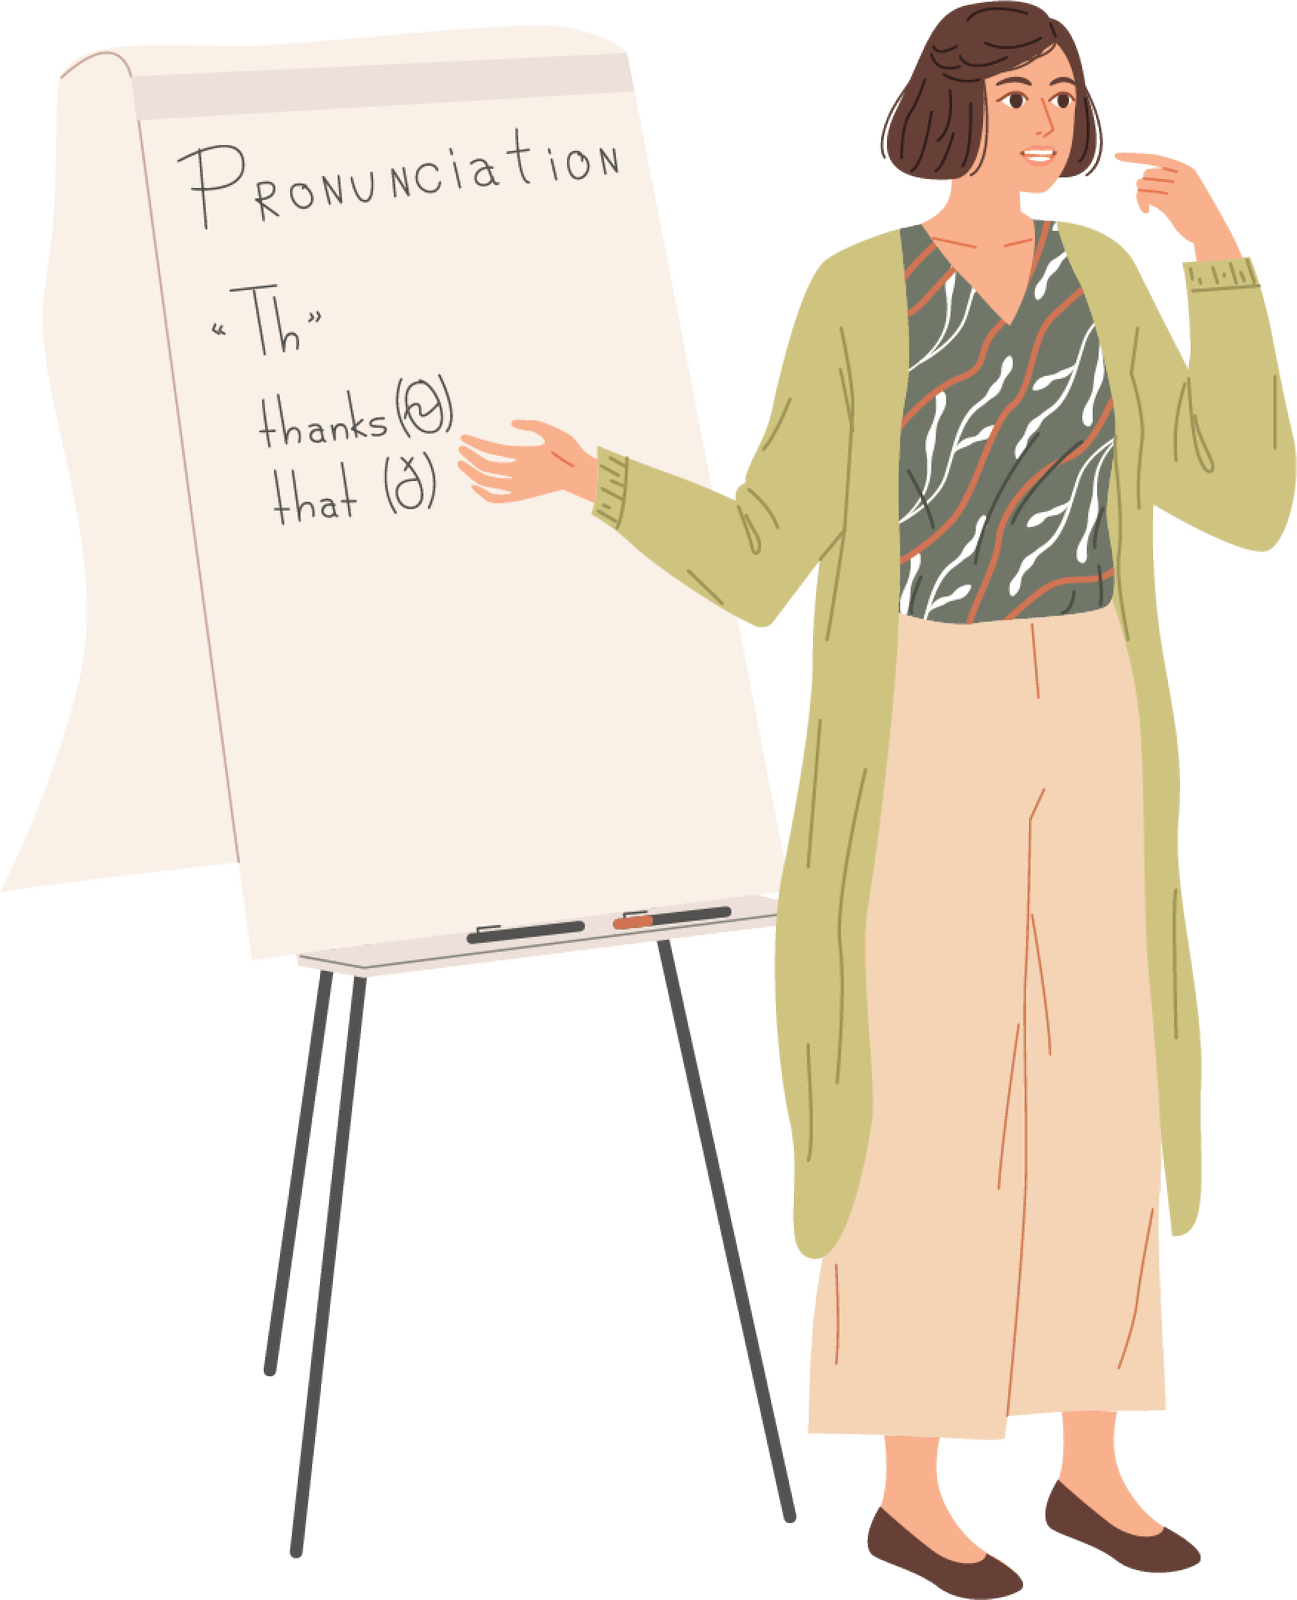 Pronunciation
“Th”
thanks (Θ)
that (ð)